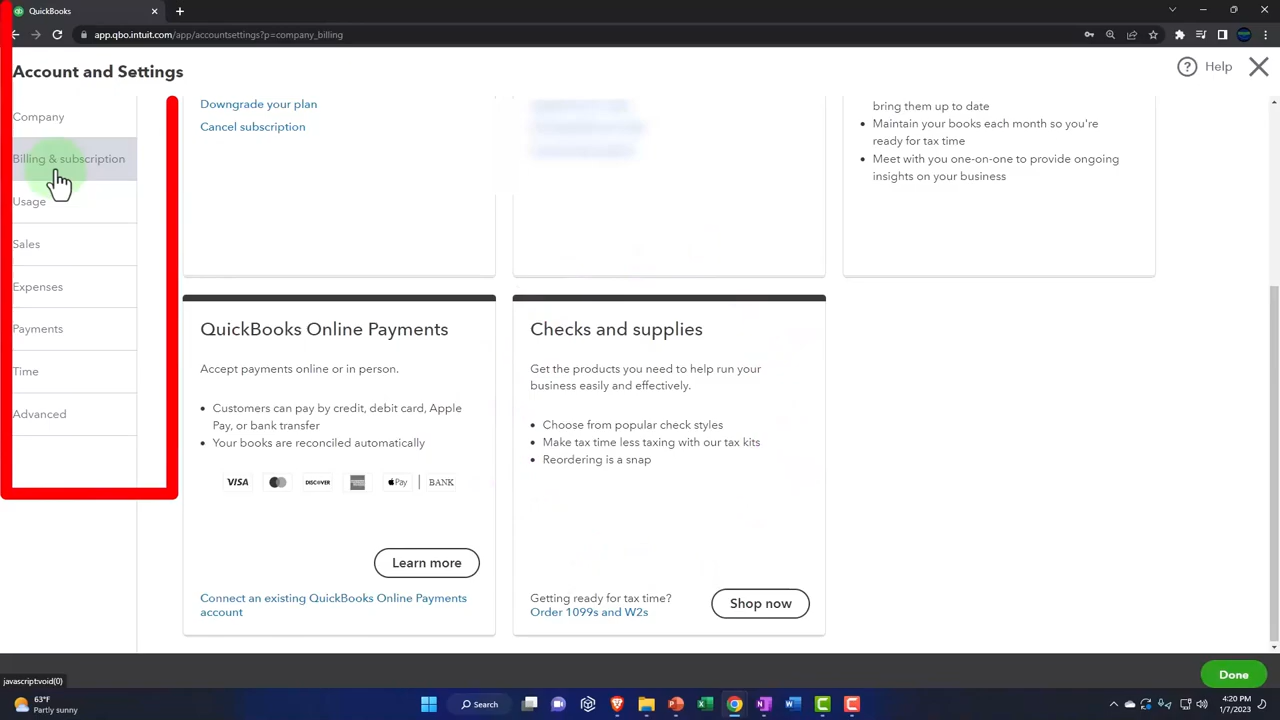 QuickBooks
app.qbo.intuit.com/app/accountsettings?p=company_billing
Account and Settings
Help
Company
Billing & subscription
Usage
Sales
Expenses
Payments
Time
Advanced
Downgrade your plan
Cancel subscription
bring them up to date
Maintain your books each month so you're
ready for tax time
Meet with you one-on-one to provide ongoing
insights on your business
QuickBooks Online Payments
Accept payments online or in person.
Customers can pay by credit, debit card, Apple
Pay, or bank transfer
Your books are reconciled automatically
VISA DISCOVER Pay BANK
Learn more
Connect an existing QuickBooks Online Payments
account
Checks and supplies
Get the products you need to help run your
business easily and effectively.
Choose from popular check styles
Make tax time less taxing with our tax kits
Reordering is a snap
Getting ready for tax time?
Order 1099s and W2s
Shop now
Done
javascript:void(0)
63°F
Partly sunny
Search
4:20 PM
1/7/2023